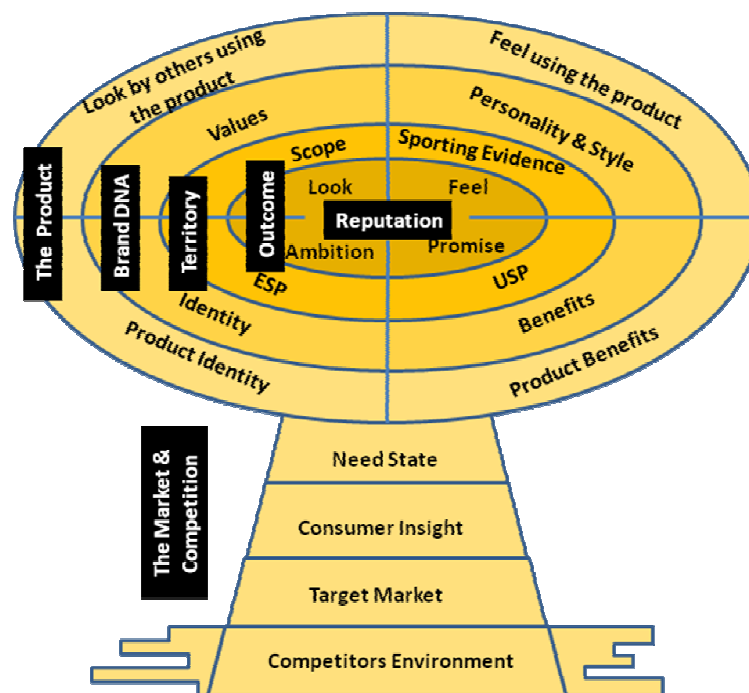 Look by others using
the product
Feel using the product
Values
Personality & Style
Scope
Sporting Evidence
Look
Feel
The Product
Brand DNA
Territory
Outcome
Reputation
Ambition
Promise
ESP
USP
Identity
Benefits
Product Identity
Product Benefits
The Market &
Competition
Need State
Consumer Insight
Target Market
Competitors Environment